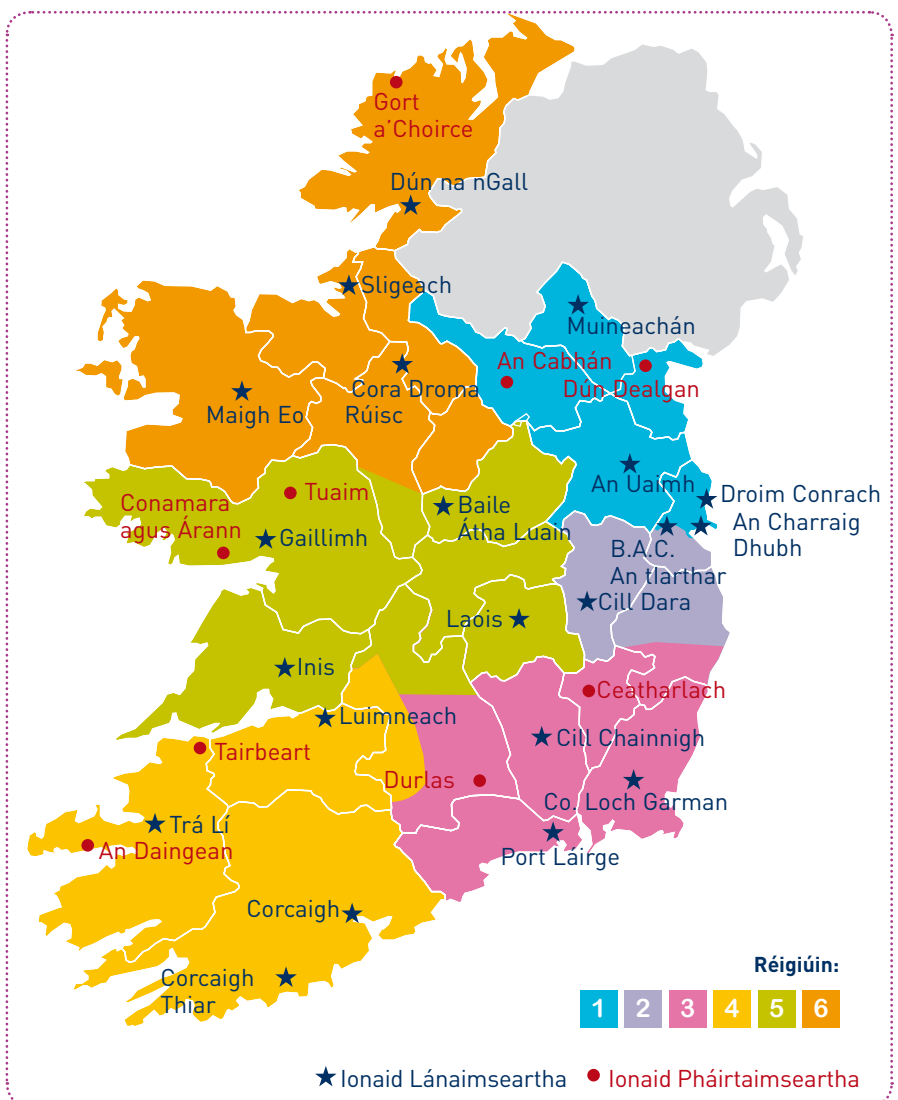 Gort
a'Choirce
Dún na nGall
Sligeach
Muineachán
An Cabhán
Cora Droma
Rúisc
Dún Dealgan
Maigh Eo
An Uaimh
Tuaim
Conamara
agus Árann
Baile
Átha Luain
Droim Conrach
An Charraig
Dhubh
Gaillimh
B.A.C.
An tIarthar
Cill Dara
Laois
Inis
Ceatharlach
Luimneach
Cill Chainnigh
Tairbeart
Durlas
Co. Loch Garman
Trá Lí
An Daingean
Port Láirge
Corcaigh
Corcaigh
Thiar
Réigiúin:
1 2 3 4 5 6
Ionaid Lánaimseartha
Ionaid Pháirtaimseartha